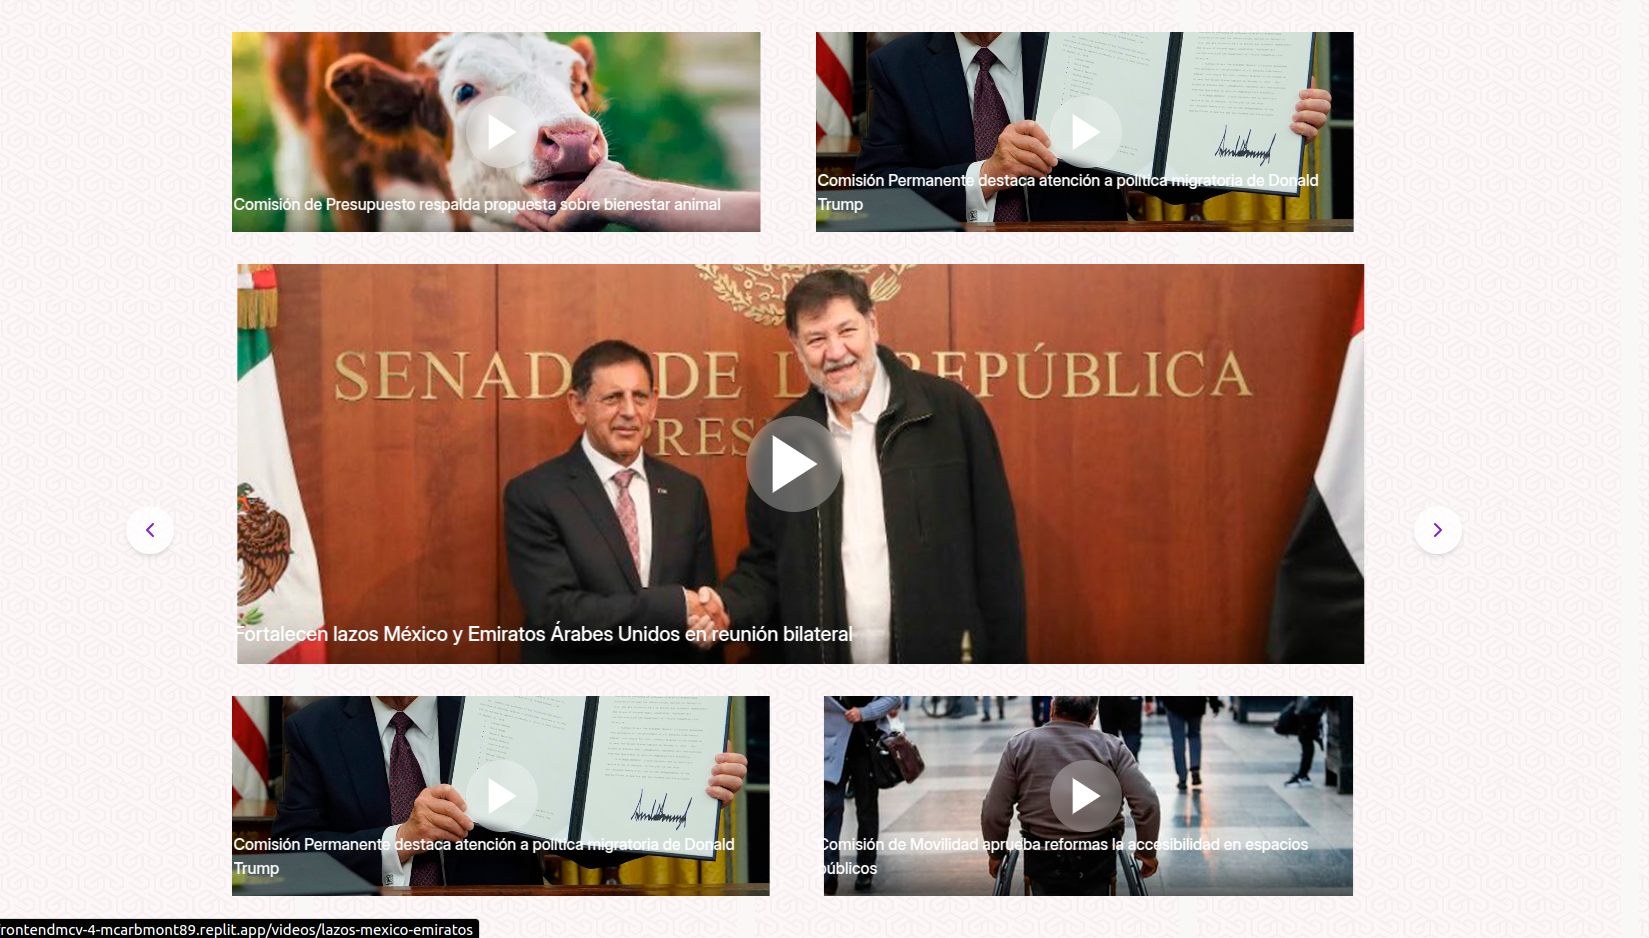 Comisión de Presupuesto respalda propuesta sobre bienestar animal
Comisión Permanente destaca atención a política migratoria de Donald
Trump
SENADO DE LA REPÚBLICA
PRESI
Fortalecen lazos México y Emiratos Árabes Unidos en reunión bilateral
Comisión Permanente destaca atención a política migratoria de Donald
Trump
Comisión de Movilidad aprueba reformas la accesibilidad en espacios
públicos
rontendmcv-4-mcarbmont89.replit.app/videos/lazos-mexico-emiratos